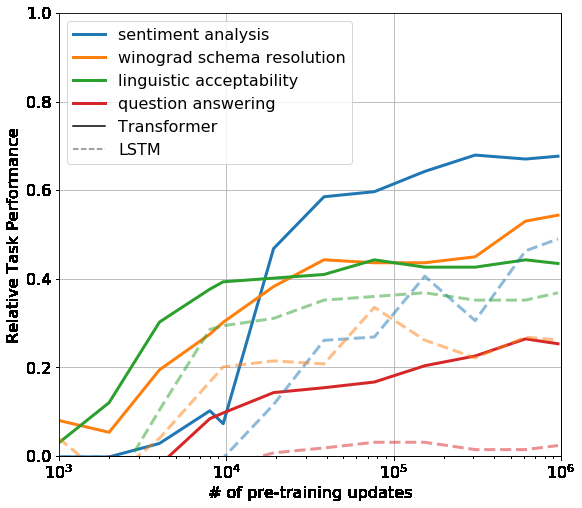 1.0
0.8
0.6
0.4
0.2
0.0
Relative Task Performance
sentiment analysis
winograd schema resolution
linguistic acceptability
question answering
Transformer
LSTM
10³ 10⁴ 10⁵ 10⁶
# of pre-training updates